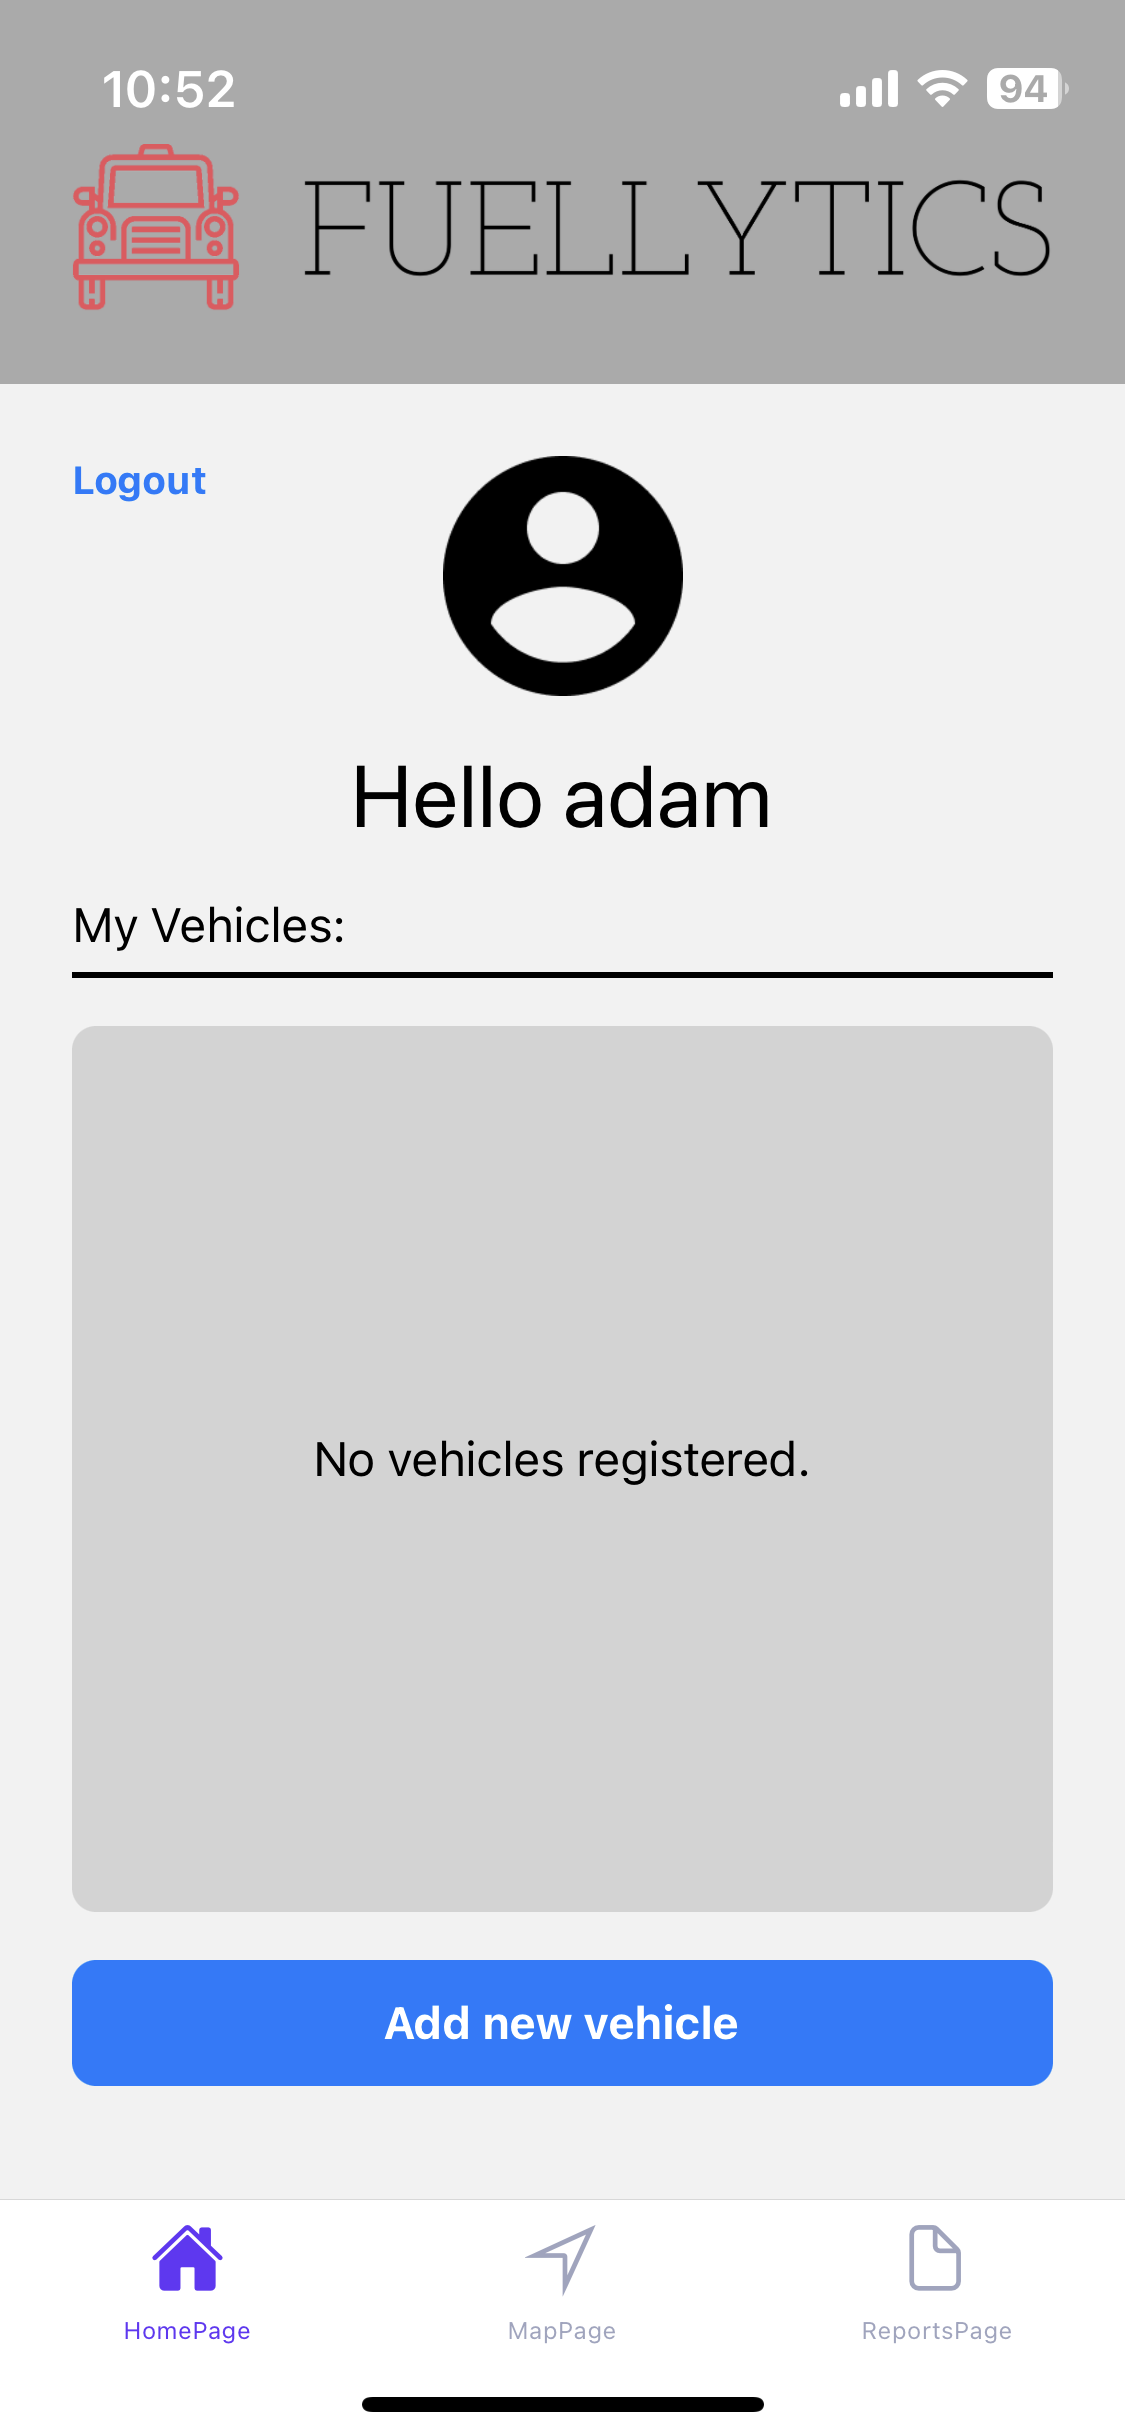 10:52
94
FUELLYTICS
Logout
Hello adam
My Vehicles:
No vehicles registered.
Add new vehicle
HomePage
MapPage
ReportsPage